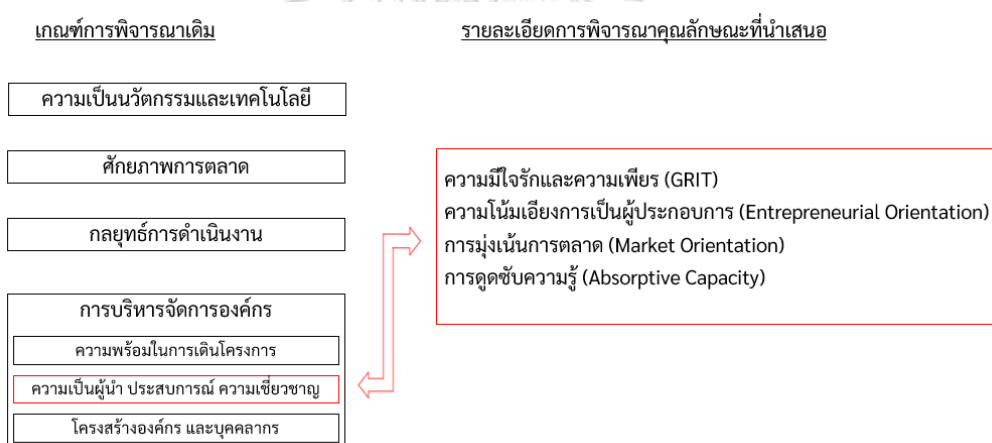 เกณฑ์การพิจารณาเดิม
รายละเอียดการพิจารณาคุณลักษณะที่นำเสนอ
ความเป็นนวัตกรรมและเทคโนโลยี
ศักยภาพการตลาด
กลยุทธ์การดำเนินงาน
การบริหารจัดการองค์กร
ความพร้อมในการเดินโครงการ
ความเป็นผู้นำ ประสบการณ์ ความเชี่ยวชาญ
โครงสร้างองค์กร และบุคคลากร
ความมีใจรักและความเพียร (GRIT)
ความโน้มเอียงการเป็นผู้ประกอบการ (Entrepreneurial Orientation)
การมุ่งเน้นการตลาด (Market Orientation)
การดูดซับความรู้ (Absorptive Capacity)